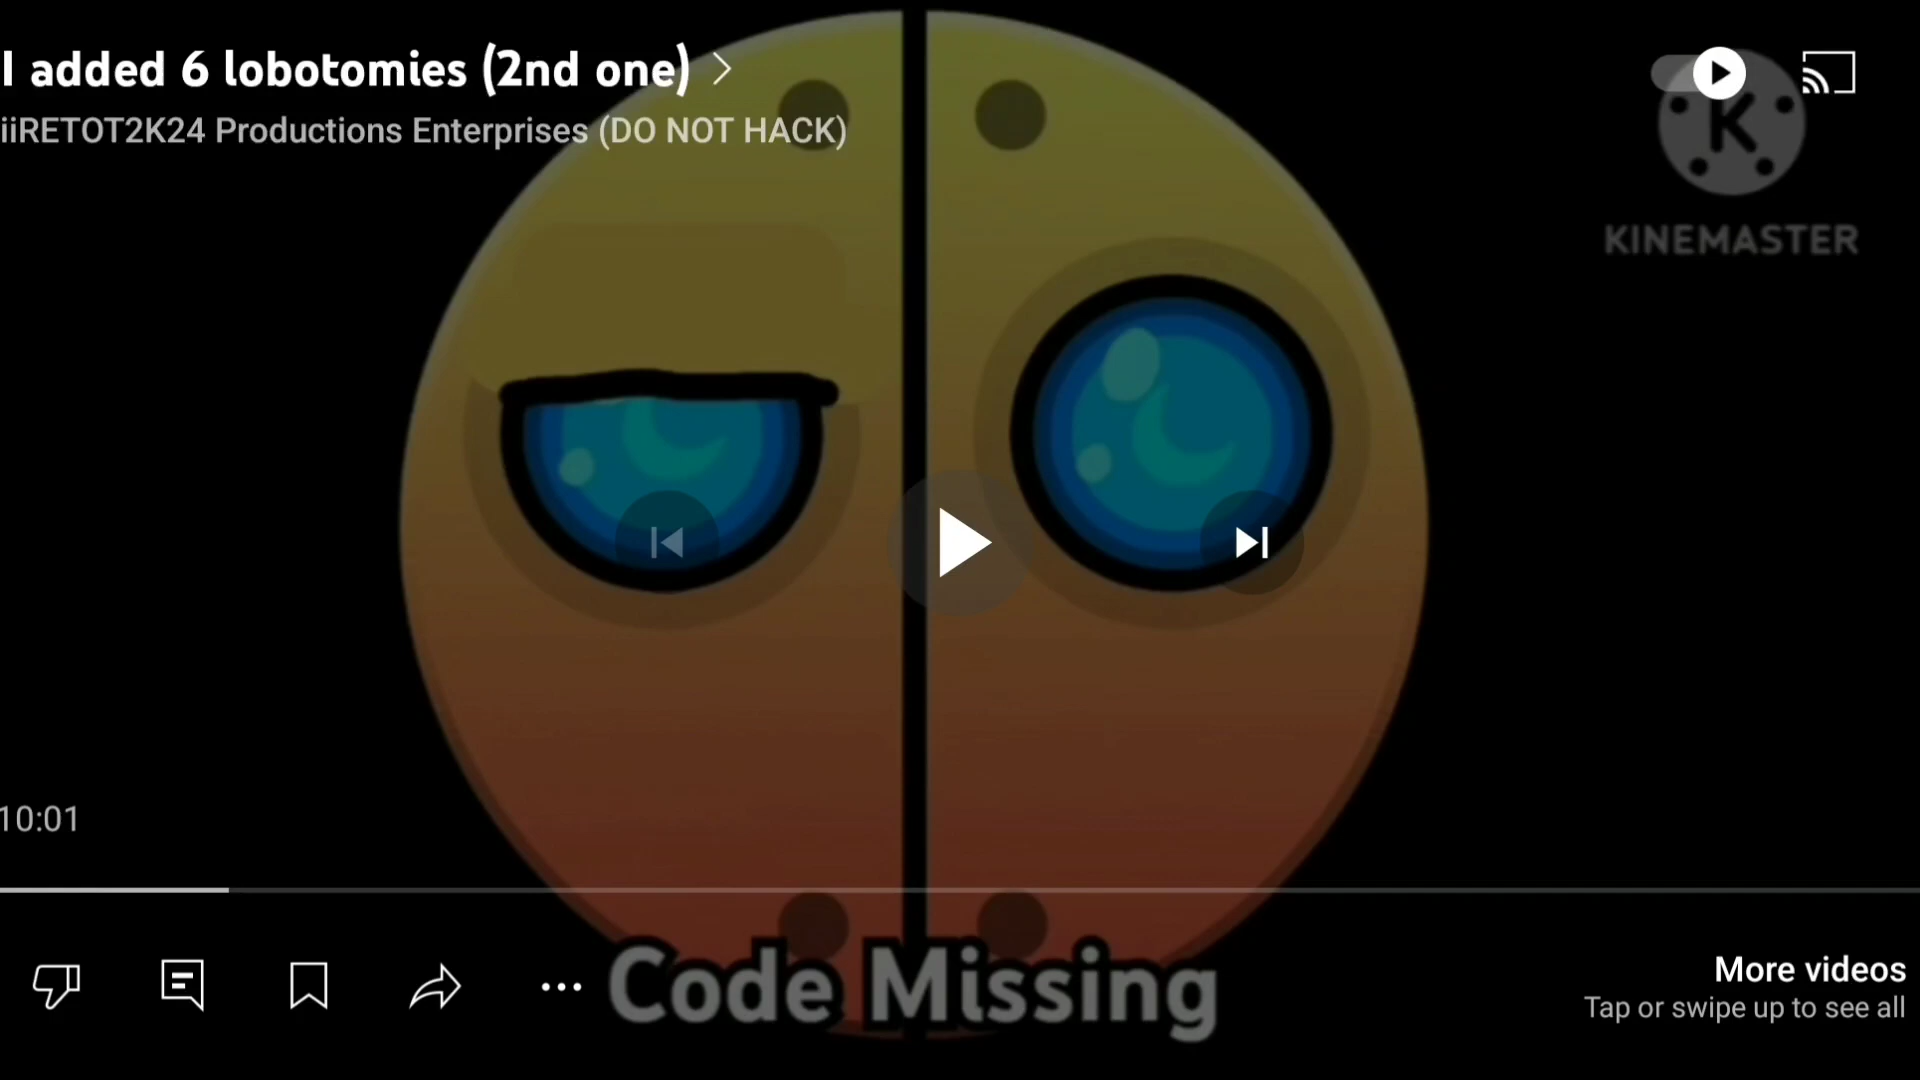 I added 6 lobotomies (2nd one)
iiRETOT2K24 Productions Enterprises (DO NOT HACK)
K
KINEMASTER
10:01
Code Missing
More videos
Tap or swipe up to see all